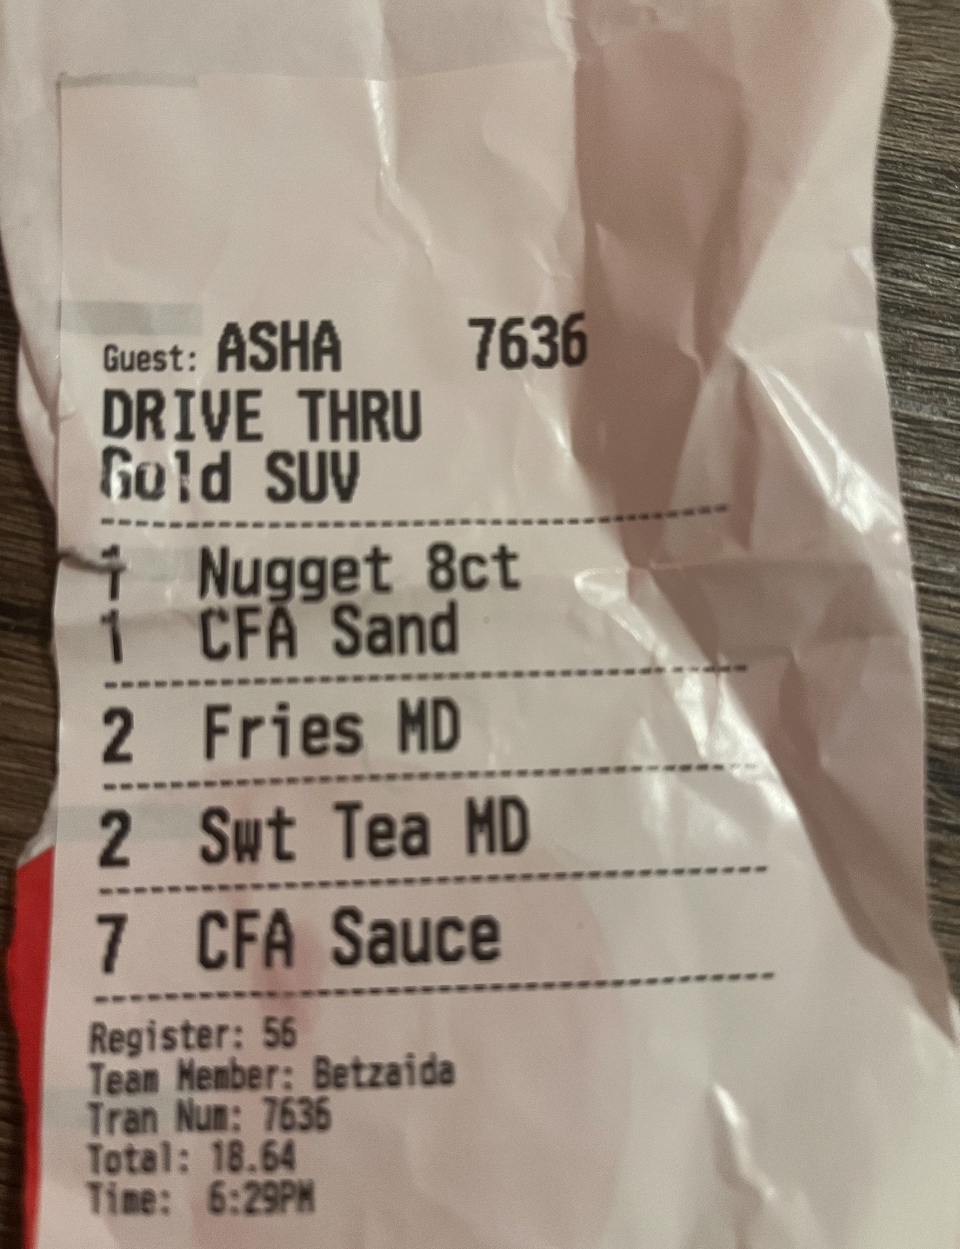 Guest: ASHA 7636
DRIVE THRU
Gold SUV
1 Nugget 8ct
1 CFA Sand
2 Fries MD
2 Swt Tea MD
7 CFA Sauce
Register: 56
Team Member: Betzaida
Tran Num: 7636
Total: 18.64
Time: 6:29PM